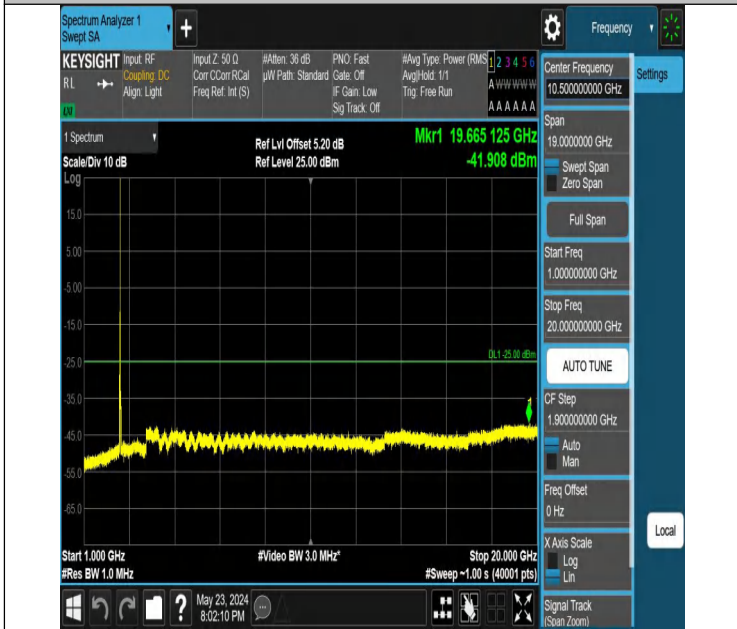 Spectrum Analyzer 1
Swept SA
+
Frequency
KEYSIGHT
RL
Input: RF
Coupling: DC
Align: Light
Input Z: 50 Ω
Corr CCorr RCal
Freq Ref: Int (S)
#Atten: 36 dB
µW Path: Standard
PNO: Fast
Gate: Off
IF Gain: Low
Sig Track: Off
#Avg Type: Power (RMS
Avg|Hold: 1/1
Trig: Free Run
1 2 3 4 5 6
A W W W W W
A A A A A A
1 Spectrum
Scale/Div 10 dB
Log
Ref Lvl Offset 5.20 dB
Ref Level 25.00 dBm
Mkr1 19.665 125 GHz
-41.908 dBm
15.0
5.00
-5.00
-15.0
-25.0
DL1 -25.00 dBm
-35.0
-45.0
-55.0
-65.0
Start 1.000 GHz
#Video BW 3.0 MHz*
Stop 20.000 GHz
#Res BW 1.0 MHz
#Sweep ~1.00 s (40001 pts)
Center Frequency
10.500000000 GHz
Settings
Span
19.0000000 GHz
Swept Span
Zero Span
Full Span
Start Freq
1.000000000 GHz
Stop Freq
20.000000000 GHz
AUTO TUNE
CF Step
1.900000000 GHz
Auto
Man
Freq Offset
0 Hz
X Axis Scale
Log
Lin
Local
Signal Track
(Span Zoom)
?
May 23, 2024
8:02:10 PM